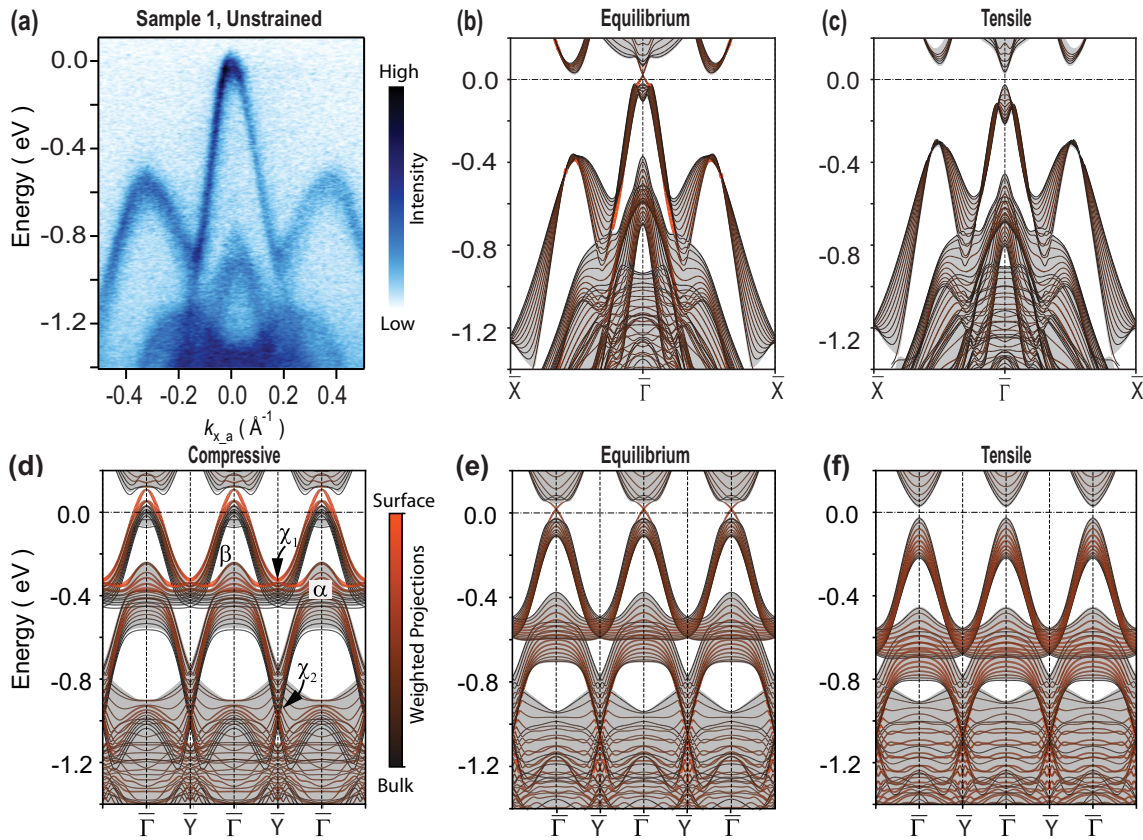 (a)
Sample 1, Unstrained
Energy ( eV )
0.0
-0.4
-0.8
-1.2
-0.4
-0.2
0.0
0.2
0.4
k_x_a ( Å⁻¹ )
High
Intensity
Low
(b)
Equilibrium
0.0
-0.4
-0.8
-1.2
X̅
Γ̅
X̅
(c)
Tensile
0.0
-0.4
-0.8
-1.2
X̅
Γ̅
X̅
(d)
Compressive
Energy ( eV )
0.0
-0.4
-0.8
-1.2
β
χ₁
α
χ₂
Γ̅
Y̅
Γ̅
Y̅
Γ̅
Surface
Weighted Projections
Bulk
(e)
Equilibrium
0.0
-0.4
-0.8
-1.2
Γ̅
Y̅
Γ̅
Y̅
Γ̅
(f)
Tensile
0.0
-0.4
-0.8
-1.2
Γ̅
Y̅
Γ̅
Y̅
Γ̅